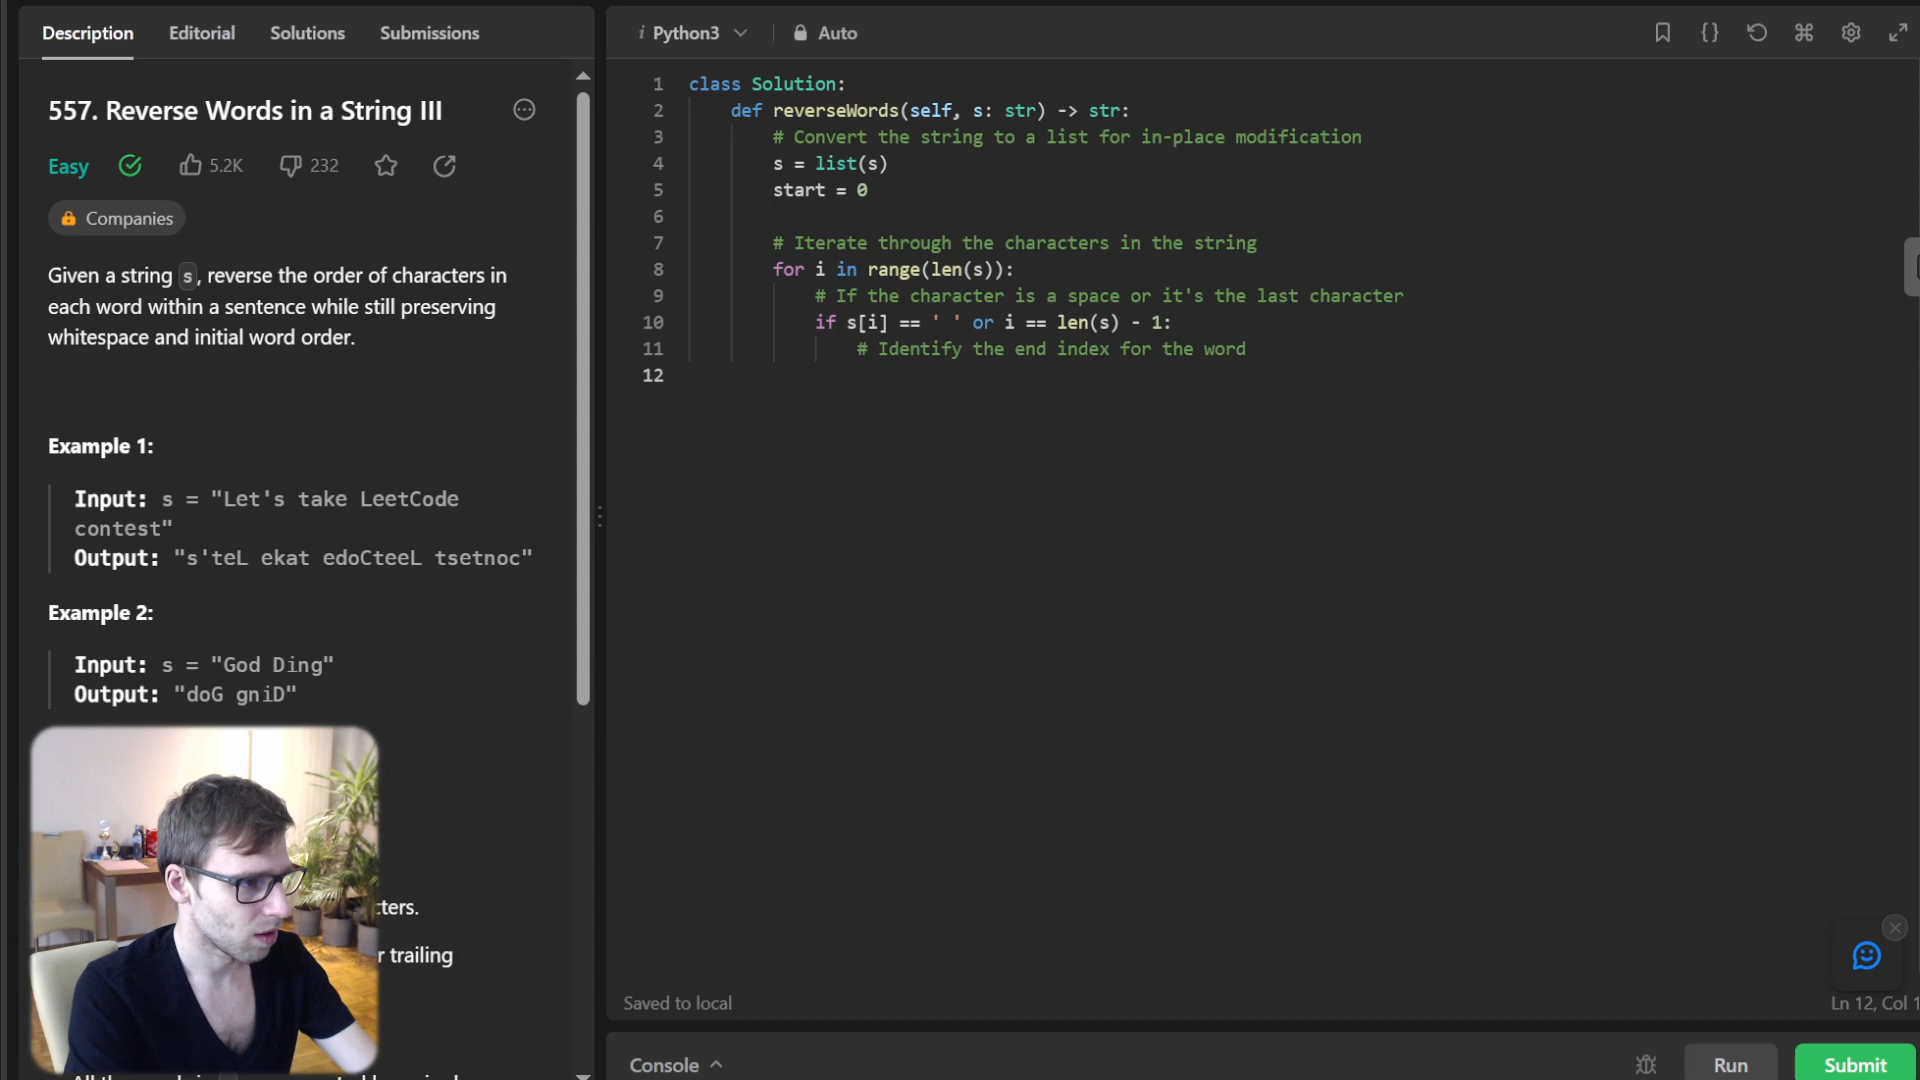 Description Editorial Solutions Submissions
557. Reverse Words in a String III
Easy 5.2K 232
Companies
Given a string s, reverse the order of characters in
each word within a sentence while still preserving
whitespace and initial word order.
Example 1:
Input: s = "Let's take LeetCode
contest"
Output: "s'teL ekat edoCteeL tsetnoc"
Example 2:
Input: s = "God Ding"
Output: "doG gniD"
cters.
r trailing
i Python3 Auto
1 class Solution:
2 def reverseWords(self, s: str) -> str:
3 # Convert the string to a list for in-place modification
4 s = list(s)
5 start = 0
6
7 # Iterate through the characters in the string
8 for i in range(len(s)):
9 # If the character is a space or it's the last character
10 if s[i] == ' ' or i == len(s) - 1:
11 # Identify the end index for the word
12
Saved to local
Ln 12, Col 1
Console
Run
Submit